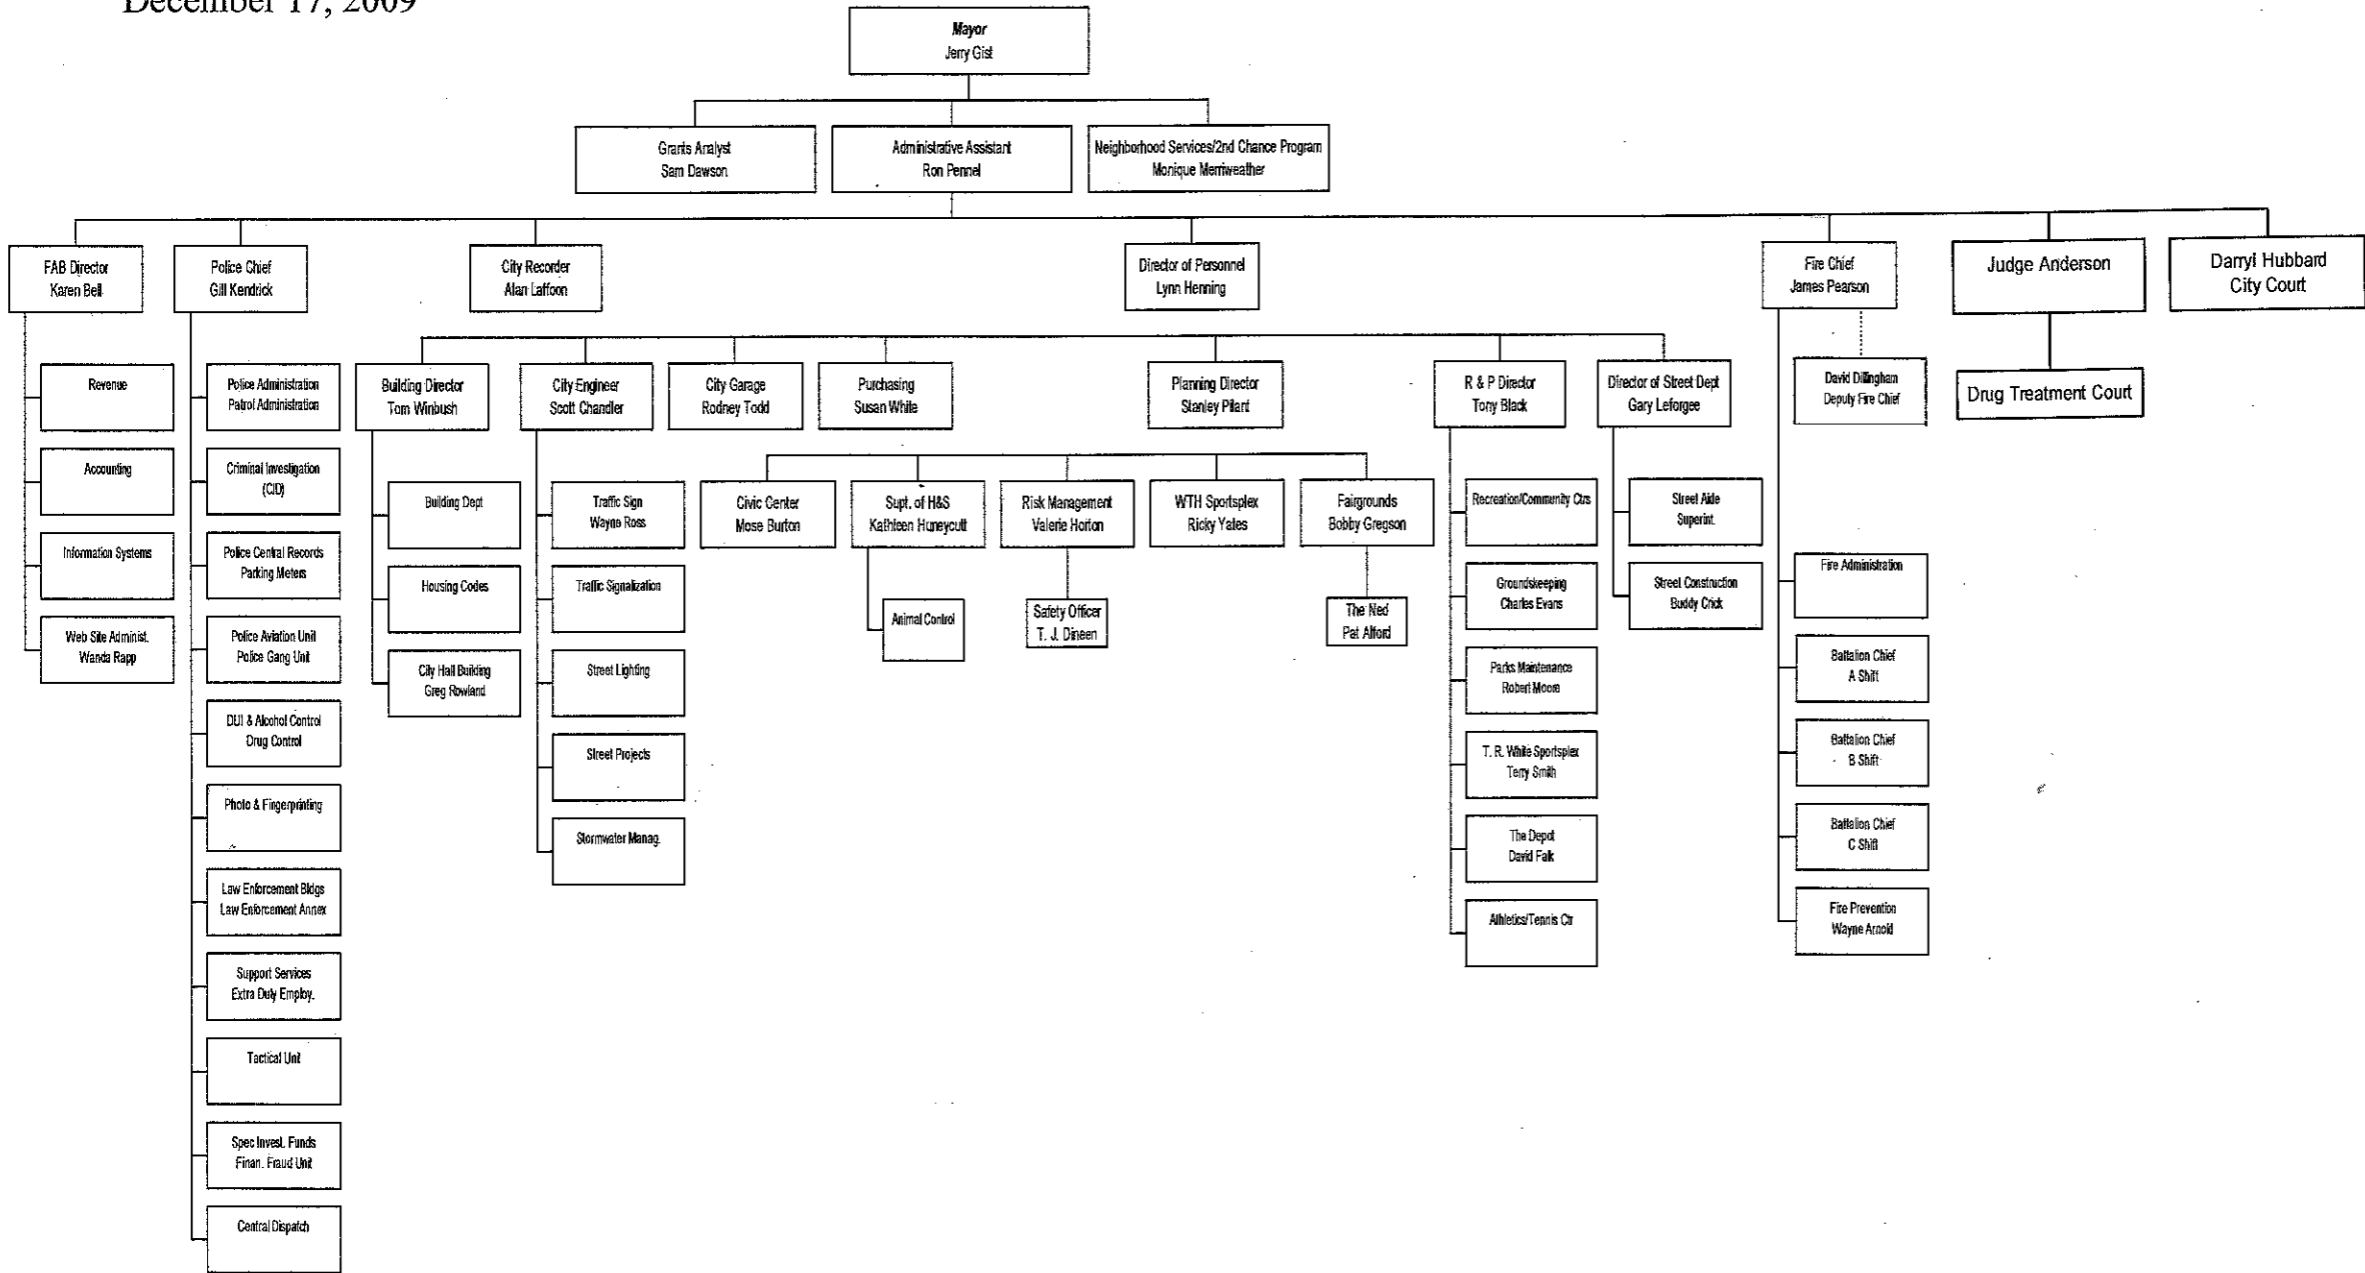 December 17, 2009
Mayor
Jerry Gist
Grants Analyst
Sam Dawson
Administrative Assistant
Ron Pennel
Neighborhood Services/2nd Chance Program
Monique Merriweather
FAB Director
Karen Bell
Police Chief
Gill Kendrick
City Recorder
Alan Laffoon
Director of Personnel
Lynn Henning
Fire Chief
James Pearson
Judge Anderson
Darryl Hubbard
City Court
Revenue
Accounting
Information Systems
Web Site Administ.
Wanda Rapp
Police Administration
Patrol Administration
Criminal Investigation
(CID)
Police Central Records
Parking Meters
Police Aviation Unit
Police Gang Unit
DUI & Alcohol Control
Drug Control
Photo & Fingerprinting
Law Enforcement Bldgs
Law Enforcement Annex
Support Services
Extra Duty Employ.
Tactical Unit
Spec Invest. Funds
Finan. Fraud Unit
Central Dispatch
Building Director
Tom Winbush
City Engineer
Scott Chandler
City Garage
Rodney Todd
Purchasing
Susan White
Planning Director
Stanley Pilant
R & P Director
Tony Black
Director of Street Dept
Gary Leforgee
David Dillingham
Deputy Fire Chief
Drug Treatment Court
Building Dept
Housing Codes
City Hall Building
Greg Rowland
Traffic Sign
Wayne Ross
Traffic Signalization
Street Lighting
Street Projects
Stormwater Manag.
Civic Center
Mose Burton
Supt. of H&S
Kathleen Huneycutt
Risk Management
Valerie Horton
WTH Sportsplex
Ricky Yates
Fairgrounds
Bobby Gregson
Animal Control
Safety Officer
T. J. Dineen
The Ned
Pat Alford
Recreation/Community Ctrs
Groundskeeping
Charles Evans
Parks Maintenance
Robert Moore
T. R. White Sportsplex
Terry Smith
The Depot
David Falk
Athletics/Tennis Ctr
Street Aide
Superint.
Street Construction
Buddy Crick
Fire Administration
Battalion Chief
A Shift
Battalion Chief
B Shift
Battalion Chief
C Shift
Fire Prevention
Wayne Arnold